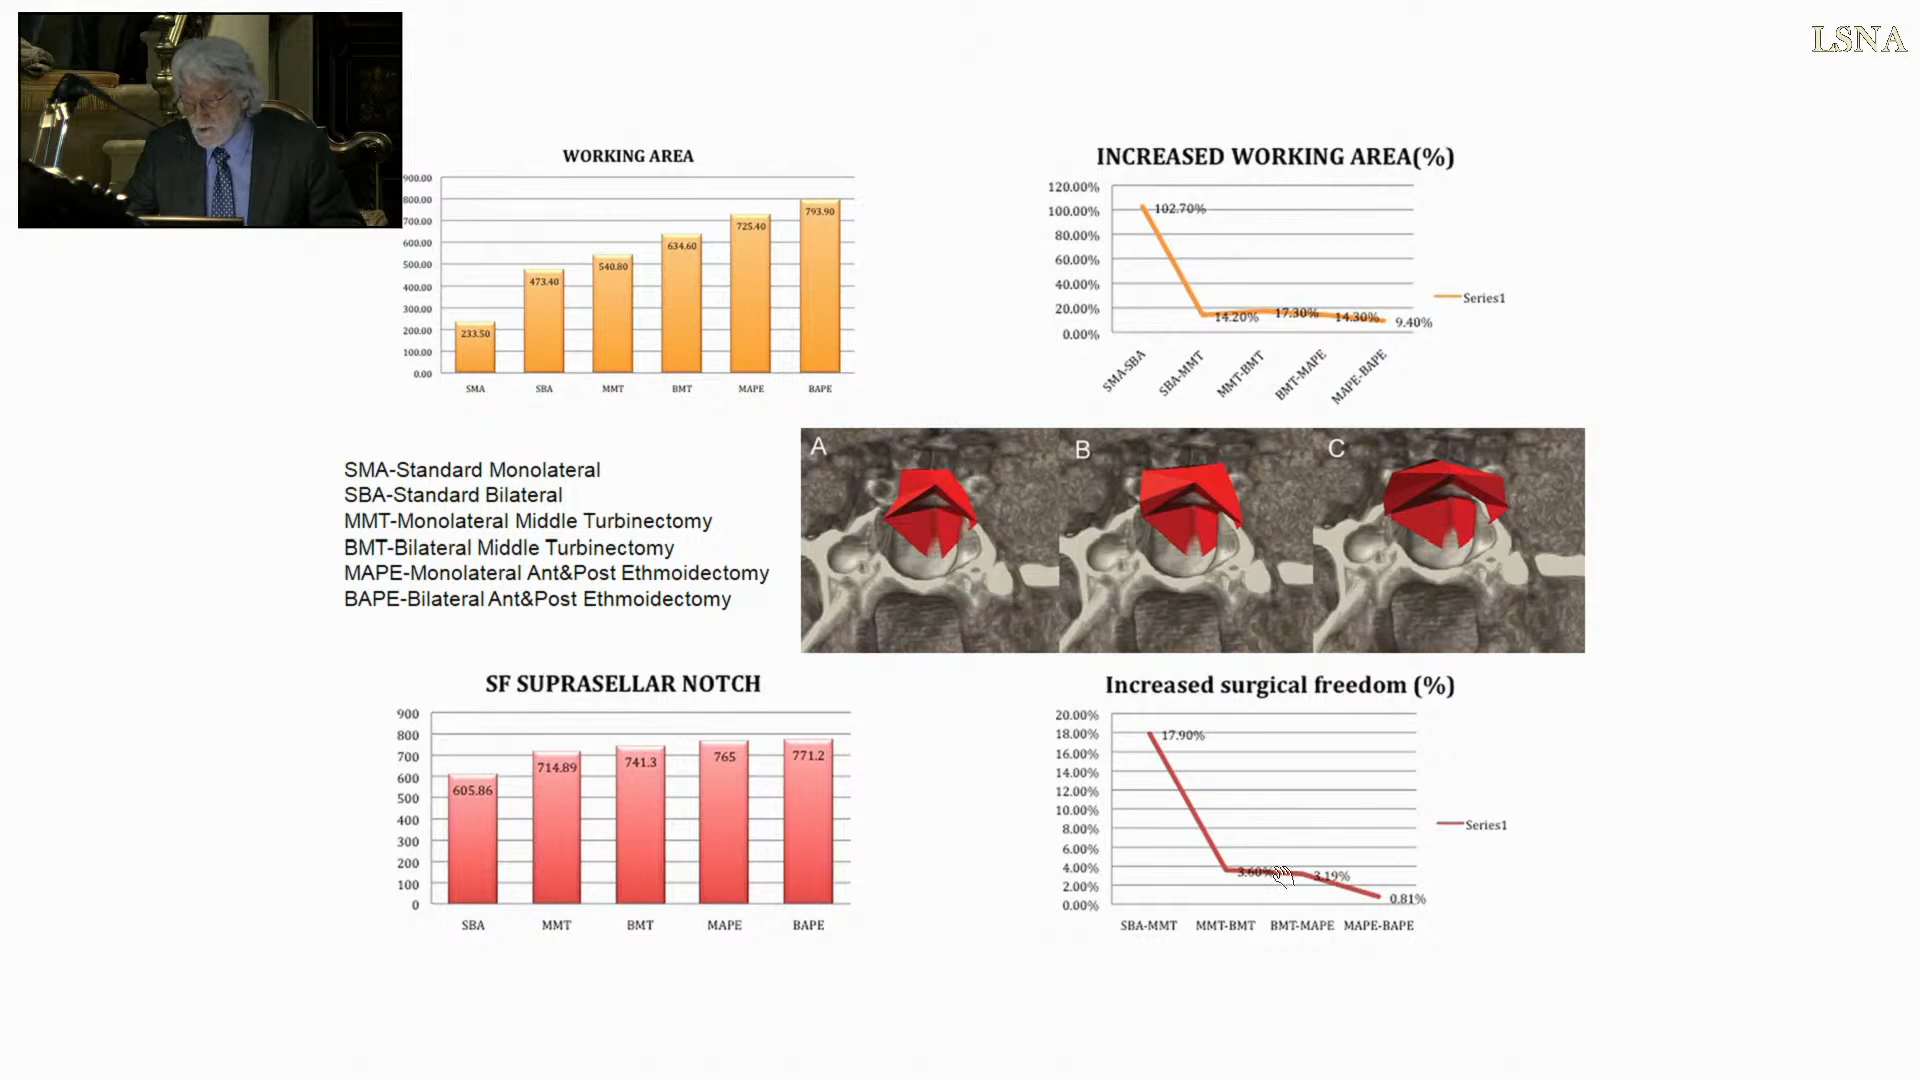 LSNA
WORKING AREA
900.00
800.00
700.00
600.00
500.00
400.00
300.00
200.00
100.00
0.00
233.50
473.40
540.80
634.60
725.40
793.90
SMA SBA MMT BMT MAPE BAPE
INCREASED WORKING AREA(%)
120.00%
100.00%
80.00%
60.00%
40.00%
20.00%
0.00%
102.70%
14.20%
17.30%
14.30%
9.40%
Series1
SMA-SBA
SBA-MMT
MMT-BMT
BMT-MAPE
MAPE-BAPE
SMA-Standard Monolateral
SBA-Standard Bilateral
MMT-Monolateral Middle Turbinectomy
BMT-Bilateral Middle Turbinectomy
MAPE-Monolateral Ant&Post Ethmoidectomy
BAPE-Bilateral Ant&Post Ethmoidectomy
A
B
C
SF SUPRASELLAR NOTCH
900
800
700
600
500
400
300
200
100
0
605.86
714.89
741.3
765
771.2
SBA MMT BMT MAPE BAPE
Increased surgical freedom (%)
20.00%
18.00%
16.00%
14.00%
12.00%
10.00%
8.00%
6.00%
4.00%
2.00%
0.00%
17.90%
3.60%
3.19%
0.81%
Series1
SBA-MMT MMT-BMT BMT-MAPE MAPE-BAPE